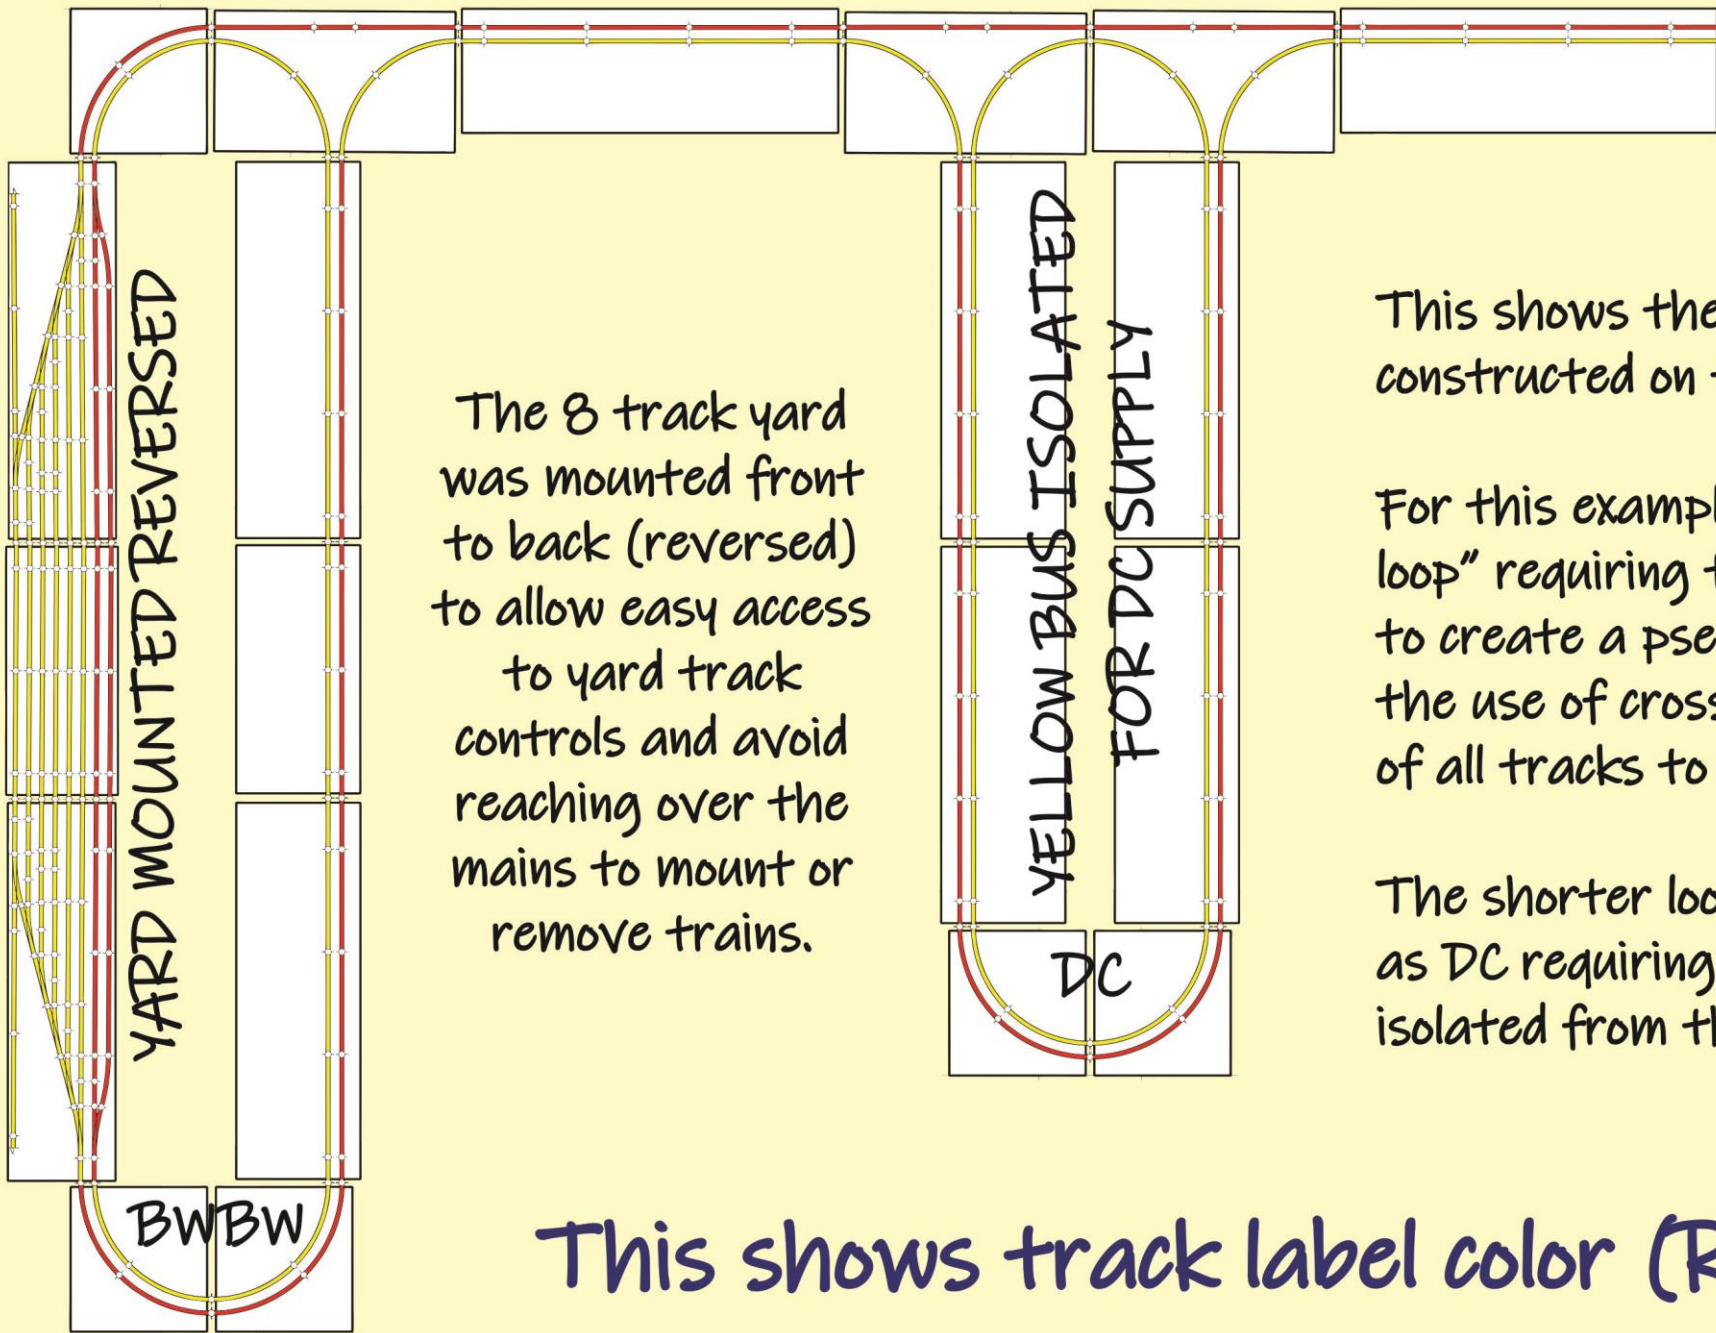 YARD MOUNTED REVERSED
The 8 track yard
was mounted front
to back (reversed)
to allow easy access
to yard track
controls and avoid
reaching over the
mains to mount or
remove trains.
YELLOW BUS ISOLATED
FOR DC SUPPLY
This shows the
constructed on
For this exampl
loop" requiring
to create a pse
the use of cross
of all tracks to
The shorter loo
as DC requiring
isolated from th
DC
BW BW
This shows track label color (R